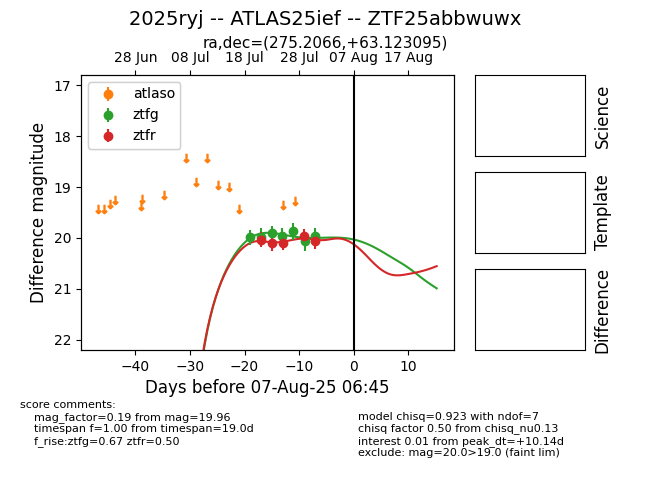 2025ryj -- ATLAS25ief -- ZTF25abbwuwx
ra,dec=(275.2066,+63.123095)
28 Jun 08 Jul 18 Jul 28 Jul 07 Aug 17 Aug
atlaso
ztfg
ztfr
17
18
19
20
21
22
Difference magnitude
−40 −30 −20 −10 0 10
Days before 07-Aug-25 06:45
Science
Template
Difference
score comments:
mag_factor=0.19 from mag=19.96
timespan f=1.00 from timespan=19.0d
f_rise:ztfg=0.67 ztfr=0.50
model chisq=0.923 with ndof=7
chisq factor 0.50 from chisq_nu0.13
interest 0.01 from peak_dt=+10.14d
exclude: mag=20.0>19.0 (faint lim)